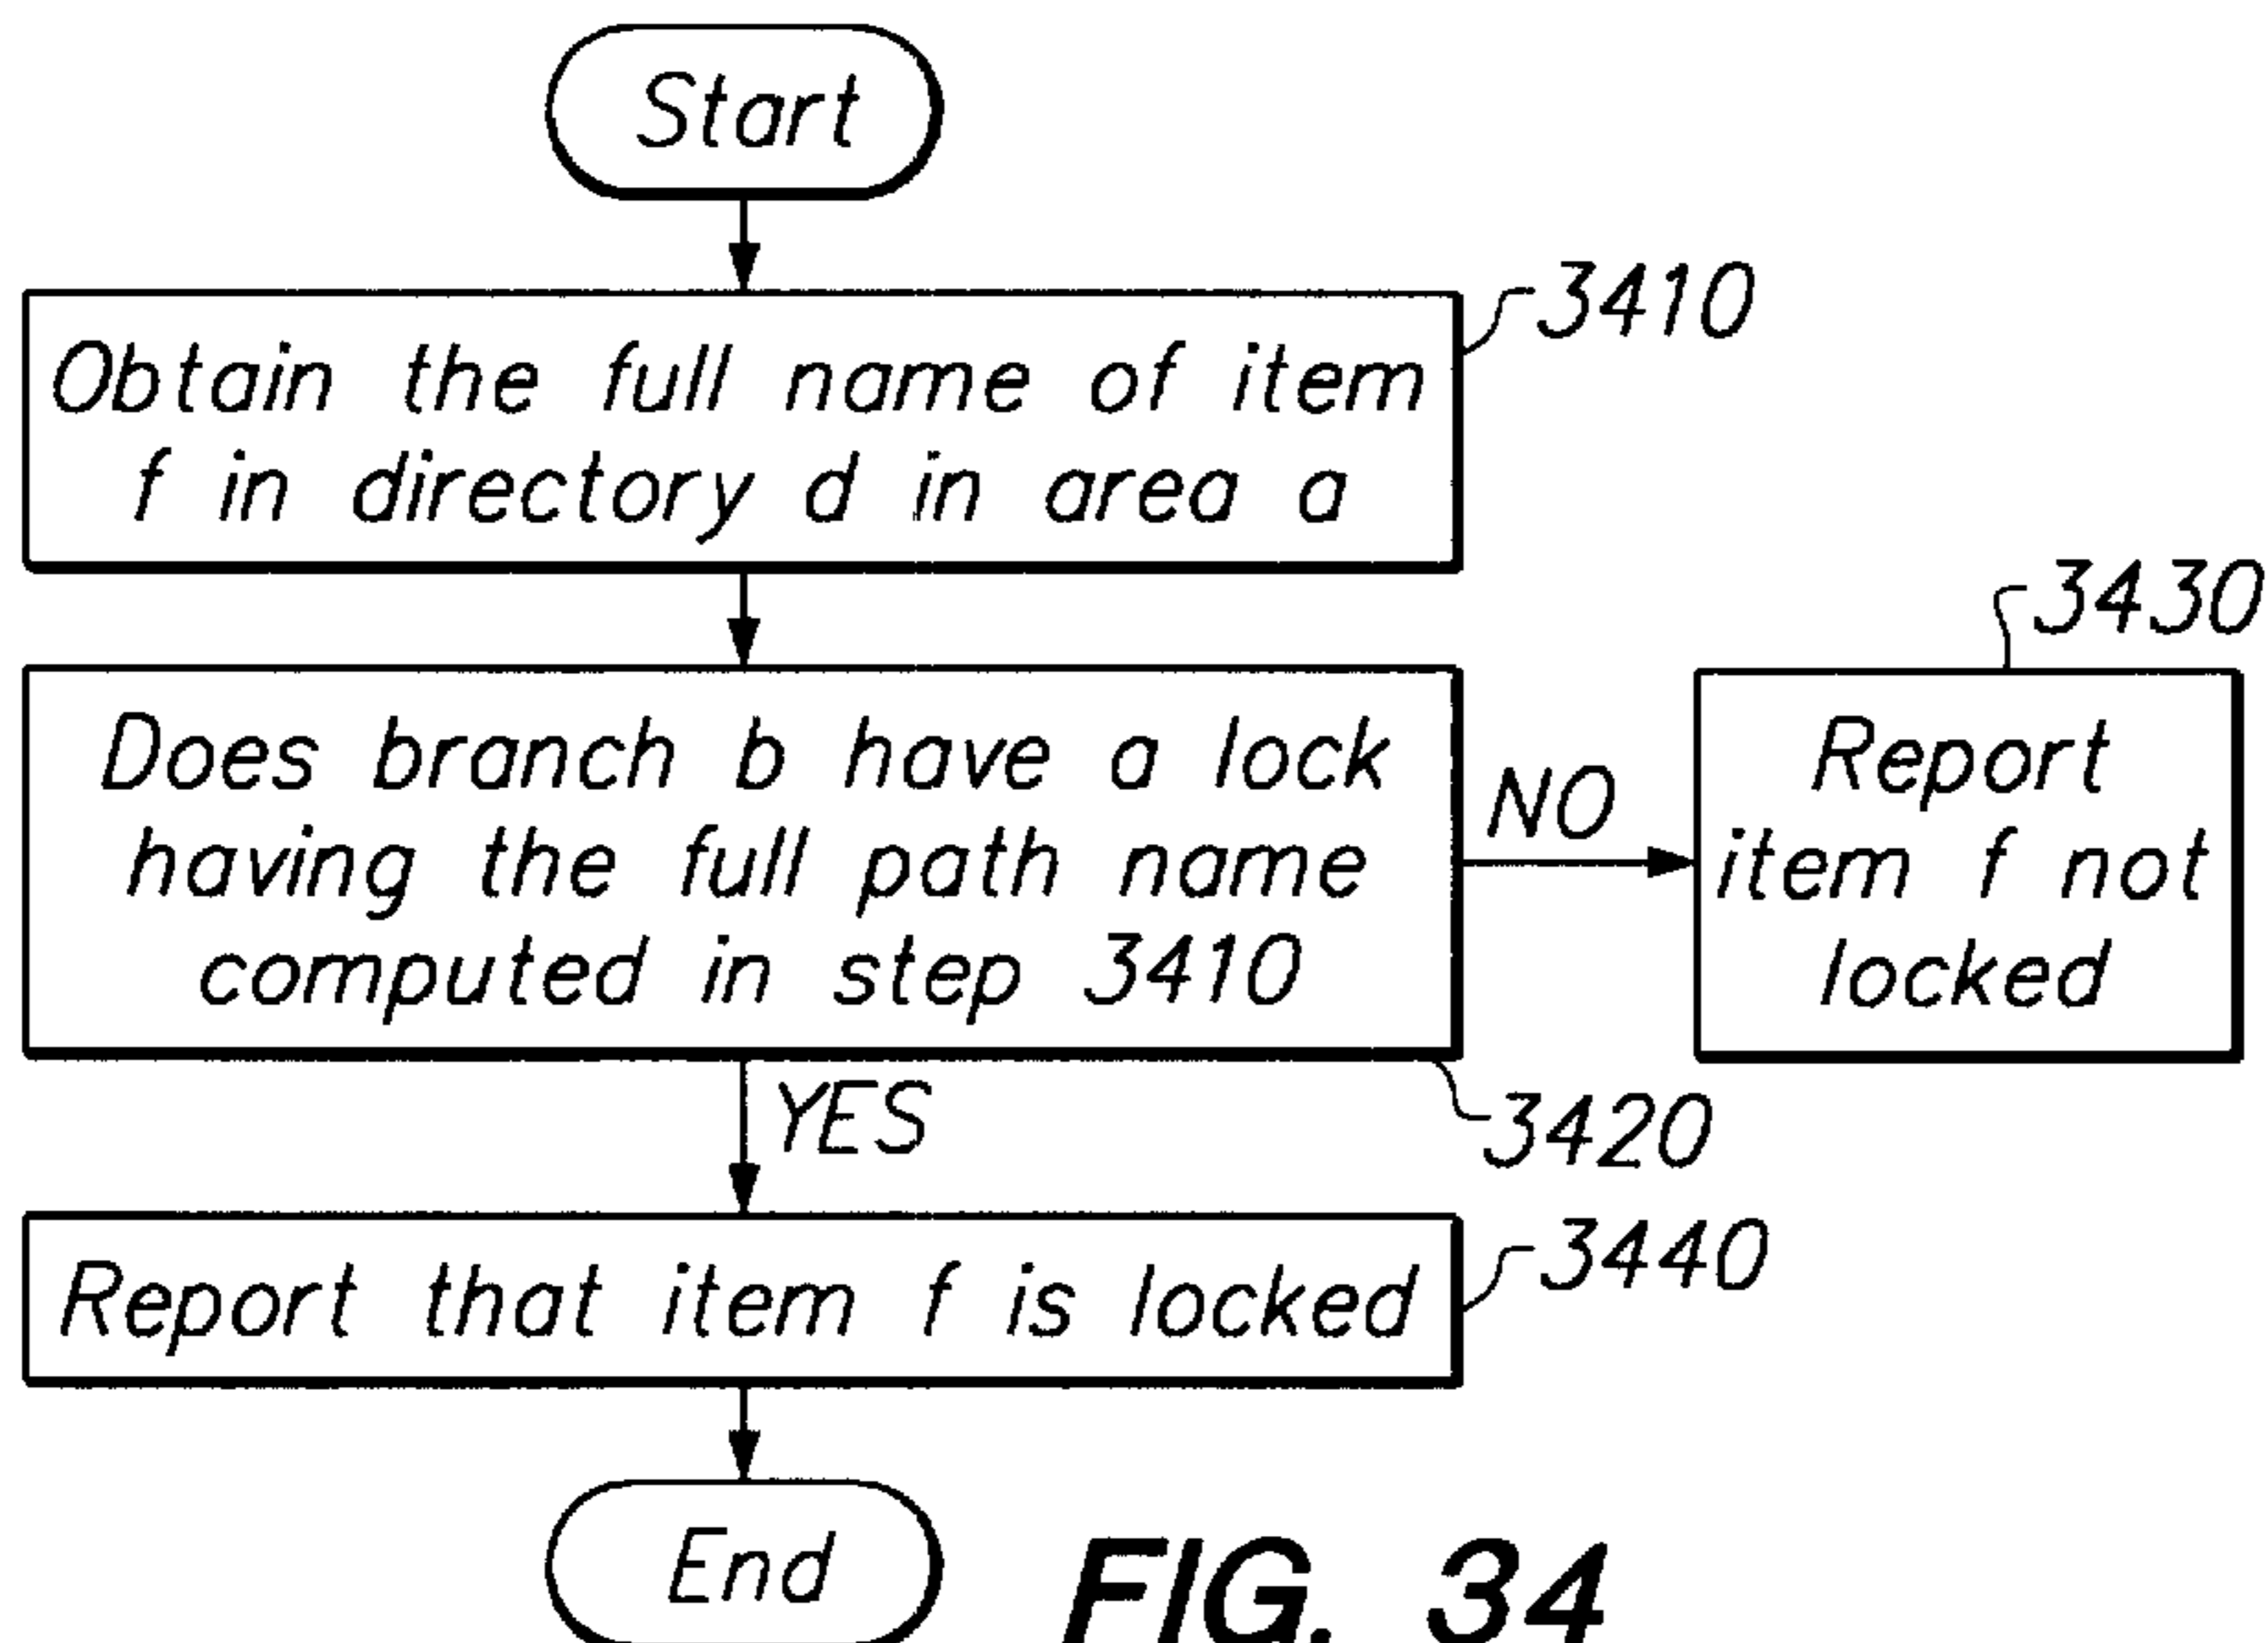 Start
3410
Obtain the full name of item
f in directory d in area a
3430
Does branch b have a lock
having the full path name
computed in step 3410
NO
Report
item f not
locked
YES
3420
3440
Report that item f is locked
End
FIG. 34